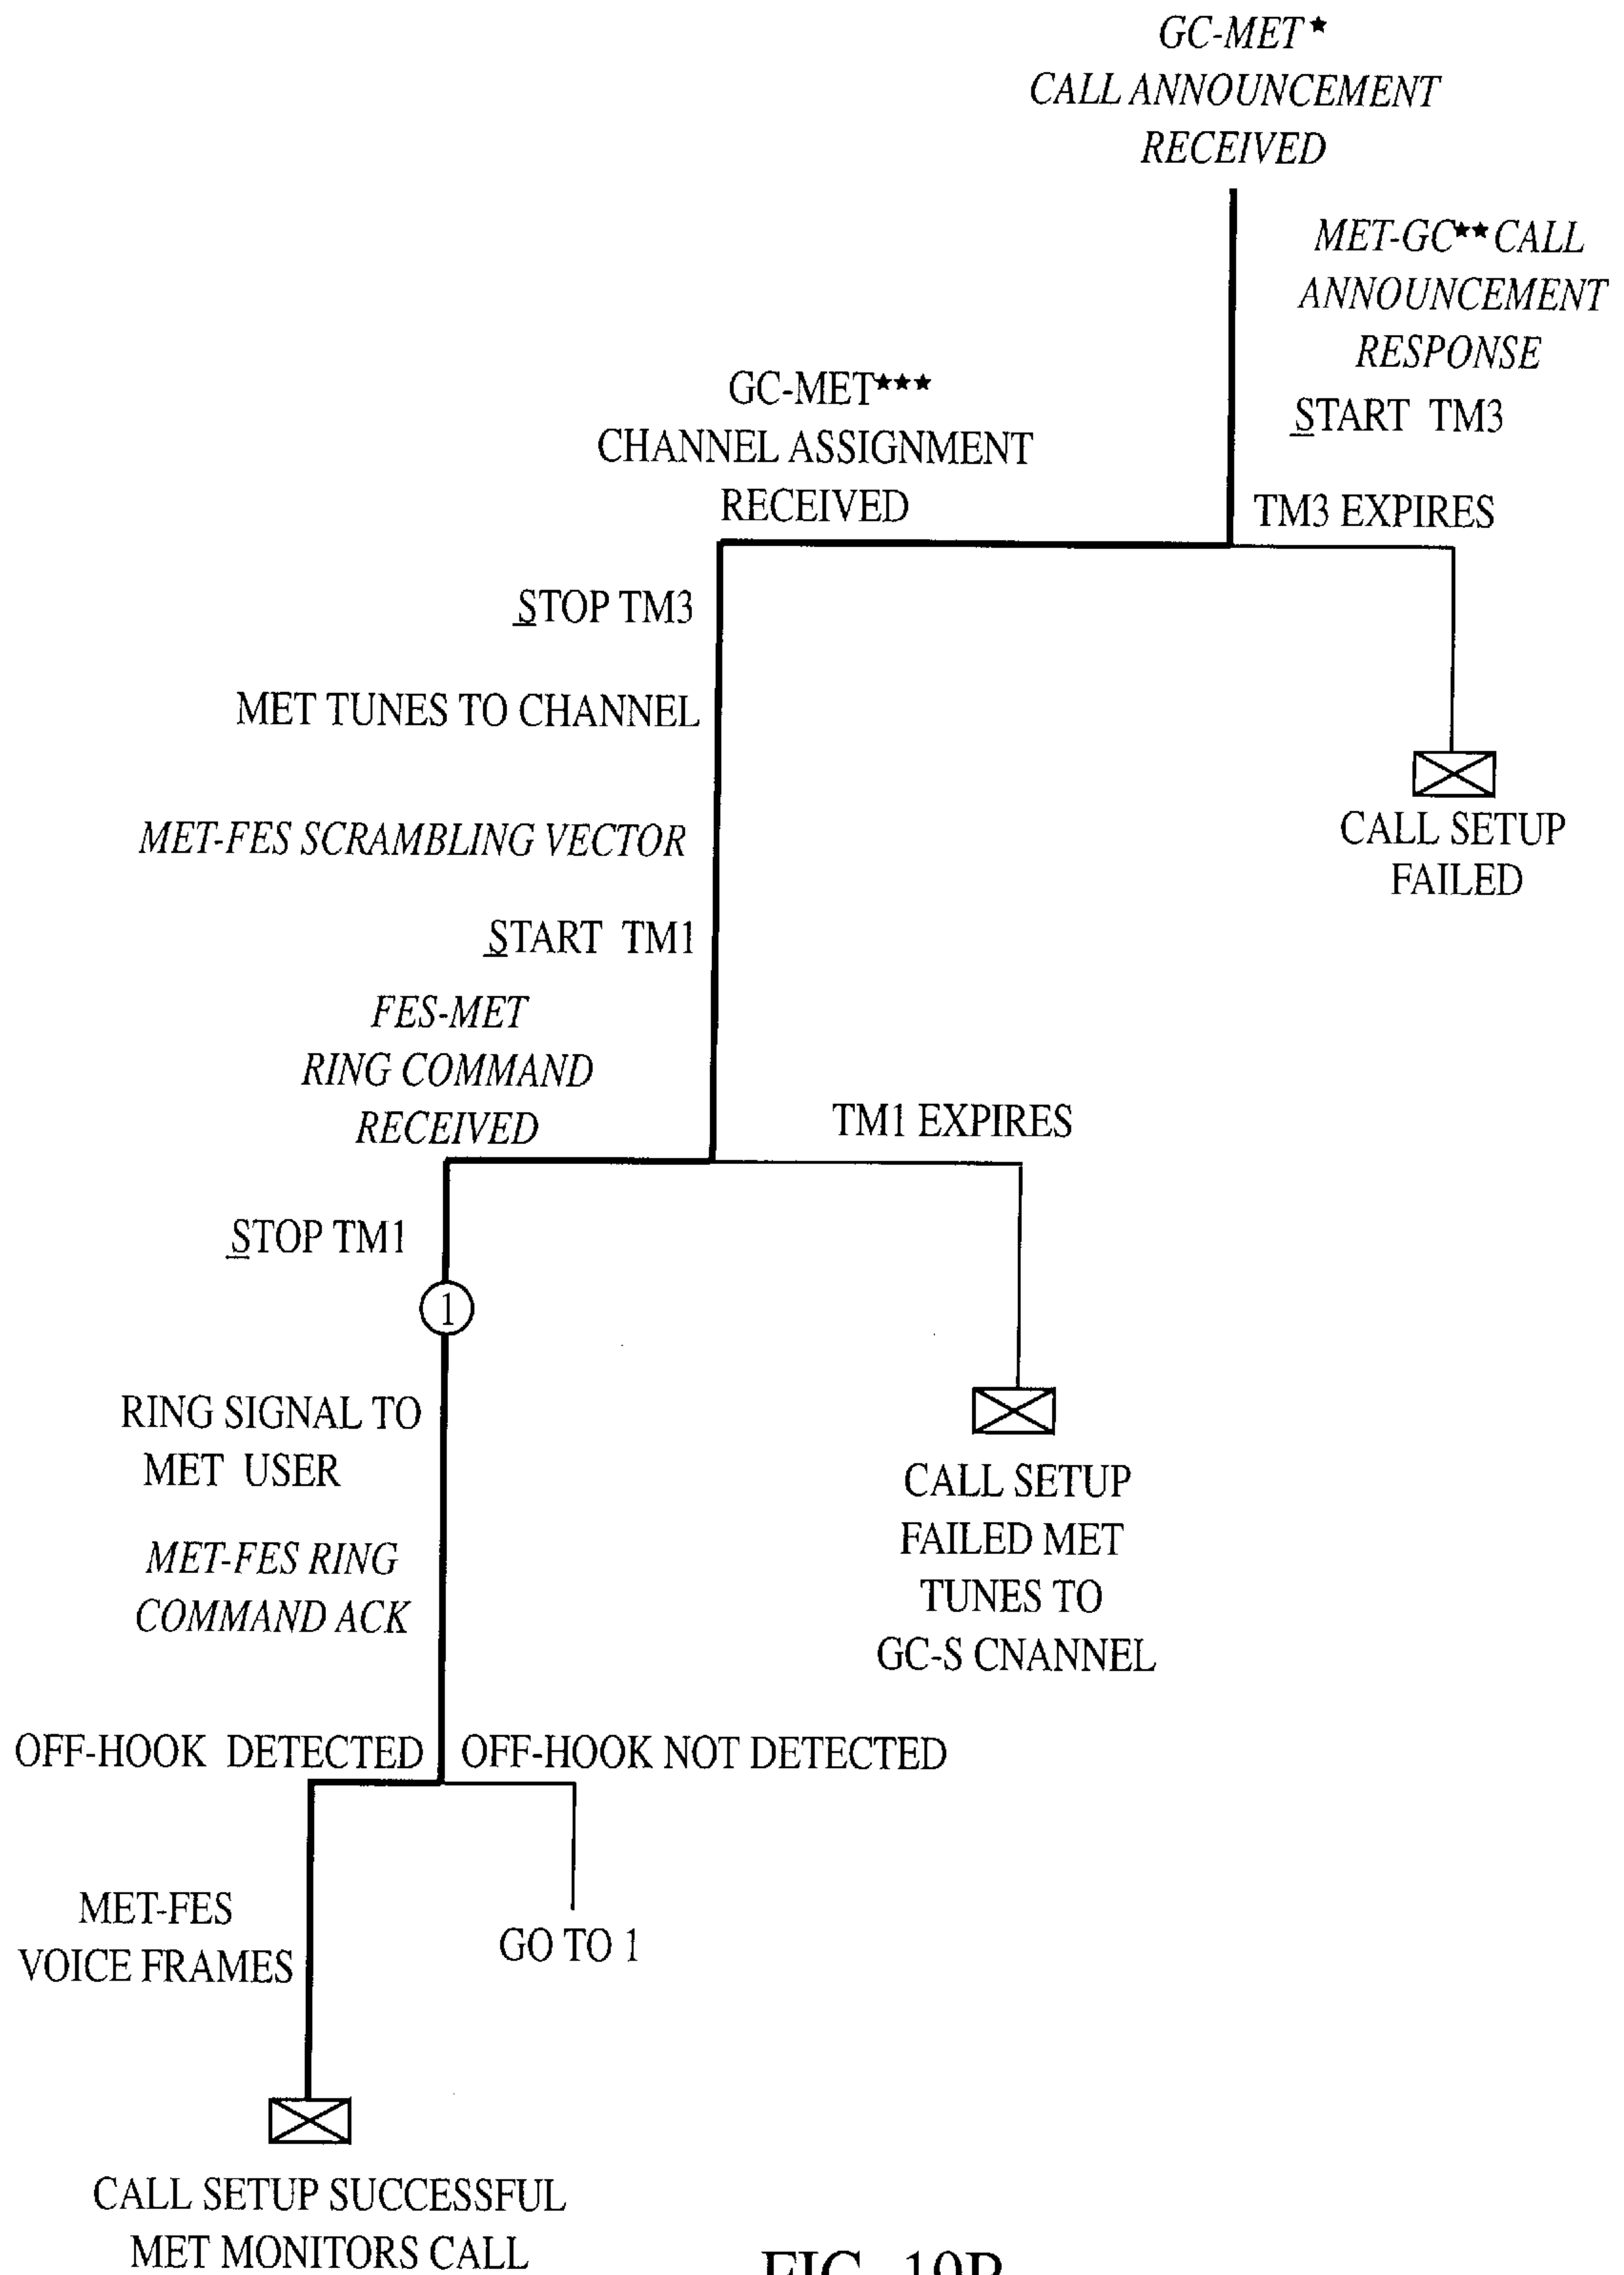 GC-MET★
CALL ANNOUNCEMENT
RECEIVED
MET-GC★★ CALL
ANNOUNCEMENT
RESPONSE
START TM3
GC-MET★★★
CHANNEL ASSIGNMENT
RECEIVED
TM3 EXPIRES
STOP TM3
MET TUNES TO CHANNEL
CALL SETUP
FAILED
MET-FES SCRAMBLING VECTOR
START TM1
FES-MET
RING COMMAND
RECEIVED
TM1 EXPIRES
STOP TM1
1
RING SIGNAL TO
MET USER
MET-FES RING
COMMAND ACK
CALL SETUP
FAILED MET
TUNES TO
GC-S CNANNEL
OFF-HOOK DETECTED
OFF-HOOK NOT DETECTED
MET-FES
VOICE FRAMES
GO TO 1
CALL SETUP SUCCESSFUL
MET MONITORS CALL
FIG. 10B